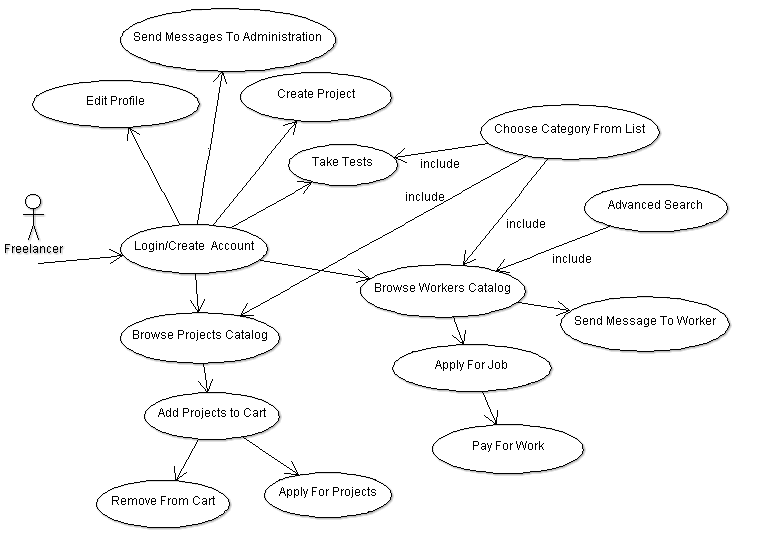 Send Messages To Administration
Edit Profile
Create Project
Choose Category From List
Take Tests
include
include
Advanced Search
Freelancer
Login/Create Account
include
include
Browse Workers Catalog
Send Message To Worker
Browse Projects Catalog
Apply For Job
Add Projects to Cart
Pay For Work
Remove From Cart
Apply For Projects